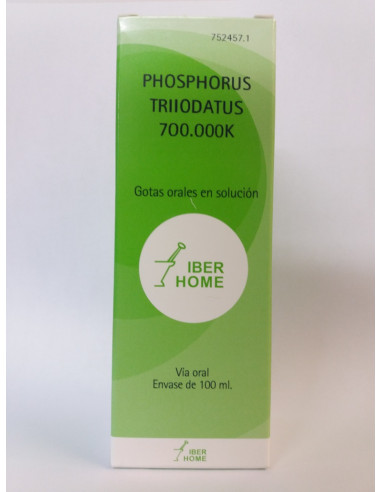 752457.1
PHOSPHORUS
TRIIODATUS
700.000K
Gotas orales en solución
IBER
HOME
Vía oral
Envase de 100 ml.
IBER
HOME